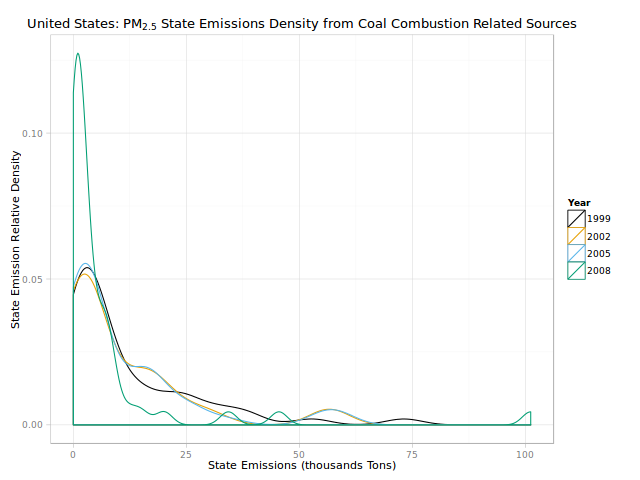 United States: PM2.5 State Emissions Density from Coal Combustion Related Sources
State Emission Relative Density
0.10
0.05
0.00
0 25 50 75 100
State Emissions (thousands Tons)
Year
1999
2002
2005
2008